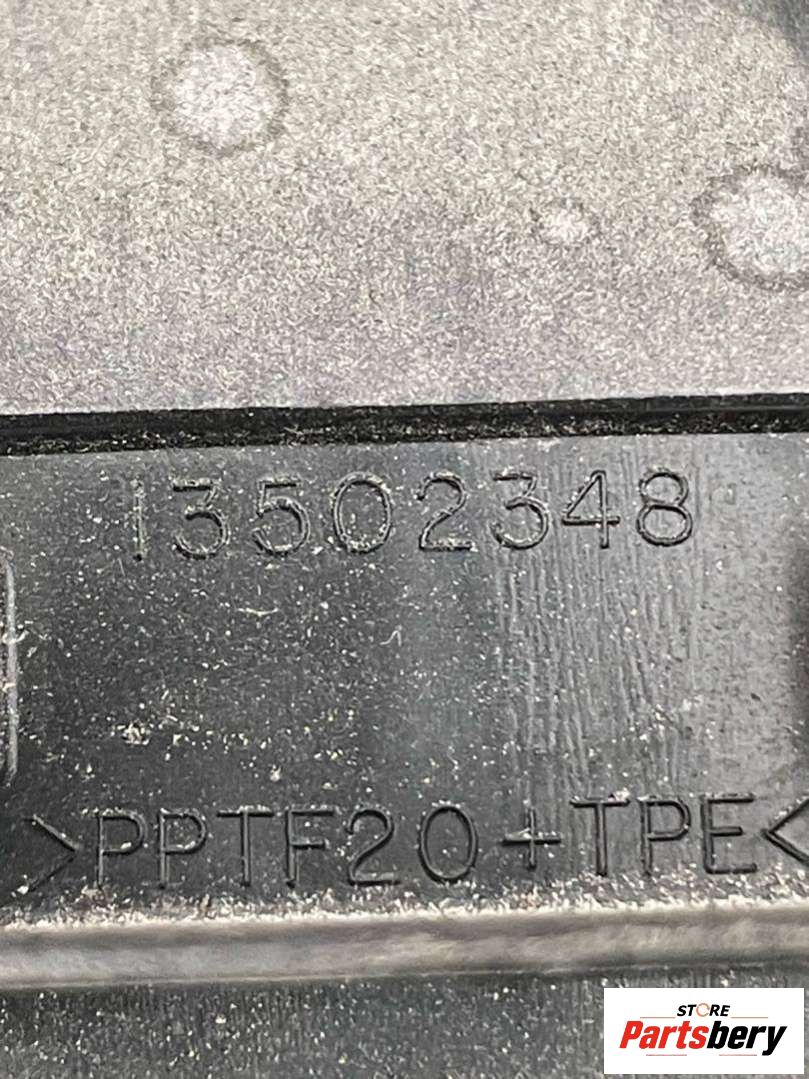 13502348
>PPTF20+TPE<
STORE
Partsbery